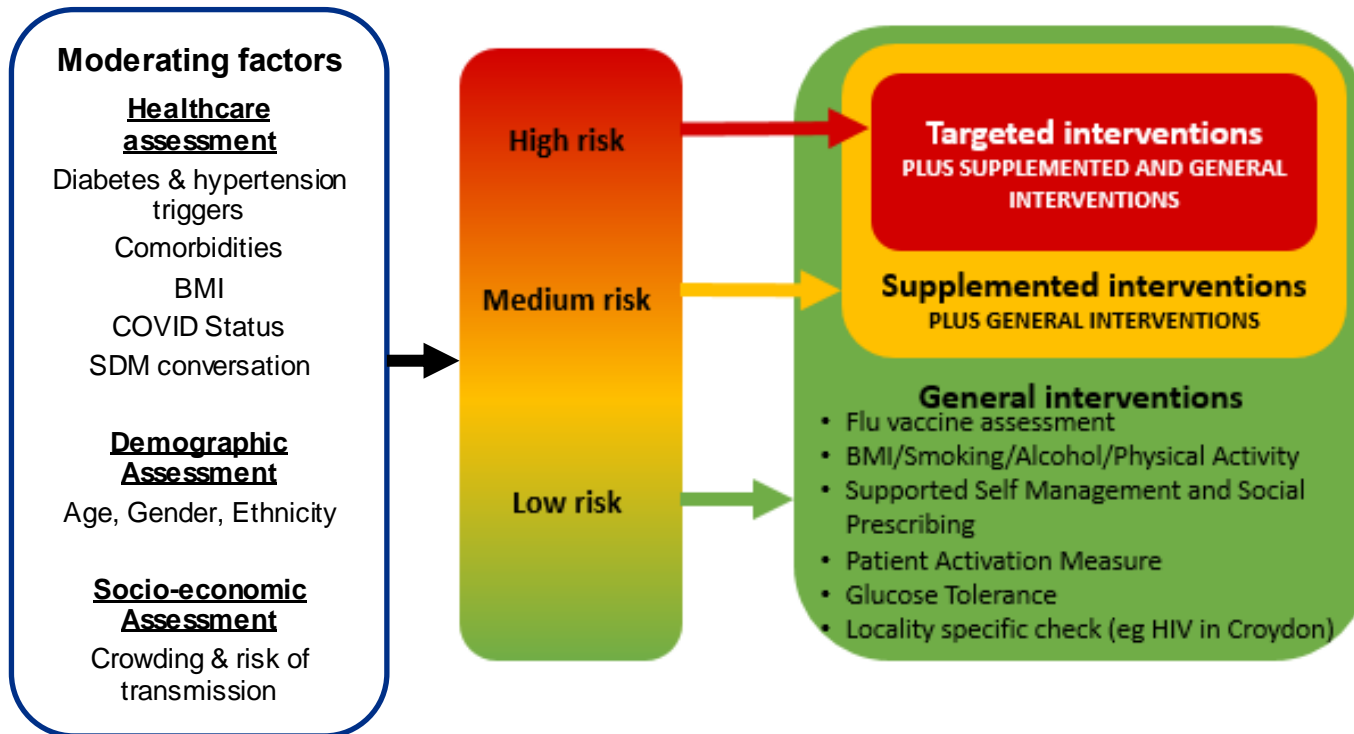 Moderating factors
Healthcare
assessment
Diabetes & hypertension
triggers
Comorbidities
BMI
COVID Status
SDM conversation
Demographic
Assessment
Age, Gender, Ethnicity
Socio-economic
Assessment
Crowding & risk of
transmission
High risk
Medium risk
Low risk
Targeted interventions
PLUS SUPPLEMENTED AND GENERAL
INTERVENTIONS
Supplemented interventions
PLUS GENERAL INTERVENTIONS
General interventions
• Flu vaccine assessment
• BMI/Smoking/Alcohol/Physical Activity
• Supported Self Management and Social
Prescribing
• Patient Activation Measure
• Glucose Tolerance
• Locality specific check (eg HIV in Croydon)